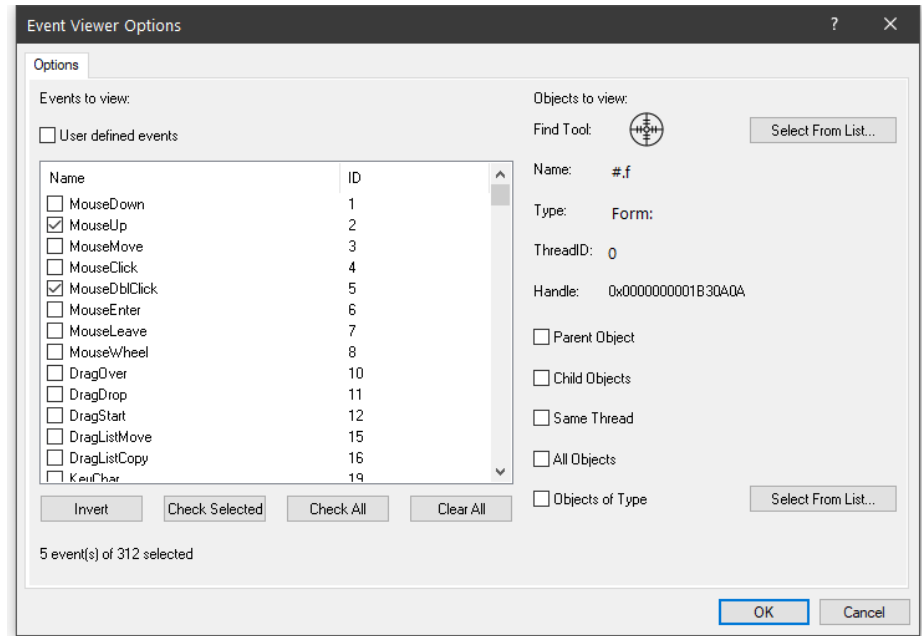 Event Viewer Options
Options
Events to view:
User defined events
Name ID
MouseDown 1
MouseUp 2
MouseMove 3
MouseClick 4
MouseDblClick 5
MouseEnter 6
MouseLeave 7
MouseWheel 8
DragOver 10
DragDrop 11
DragStart 12
DragListMove 15
DragListCopy 16
KeyChar 19
Invert Check Selected Check All Clear All
5 event(s) of 312 selected
Objects to view:
Find Tool: Select From List...
Name: #.f
Type: Form:
ThreadID: 0
Handle: 0x0000000001B30A0A
Parent Object
Child Objects
Same Thread
All Objects
Objects of Type Select From List...
OK Cancel